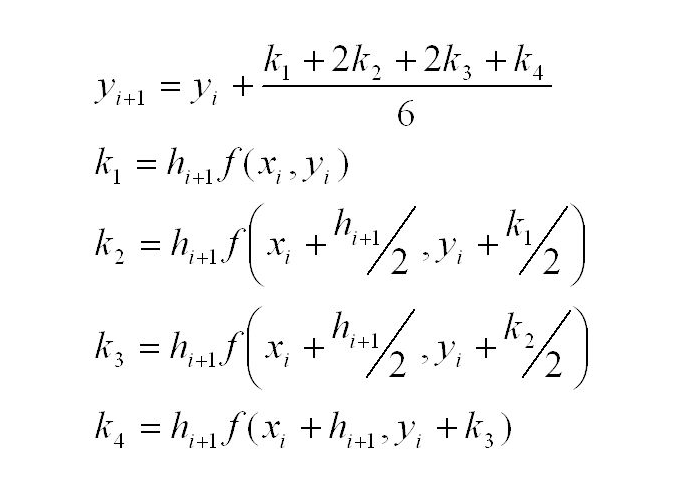 y_{i+1} = y_i + \frac{k_1 + 2k_2 + 2k_3 + k_4}{6}
k_1 = h_{i+1} f(x_i, y_i)
k_2 = h_{i+1} f(x_i + h_{i+1}/2, y_i + k_1/2)
k_3 = h_{i+1} f(x_i + h_{i+1}/2, y_i + k_2/2)
k_4 = h_{i+1} f(x_i + h_{i+1}, y_i + k_3)